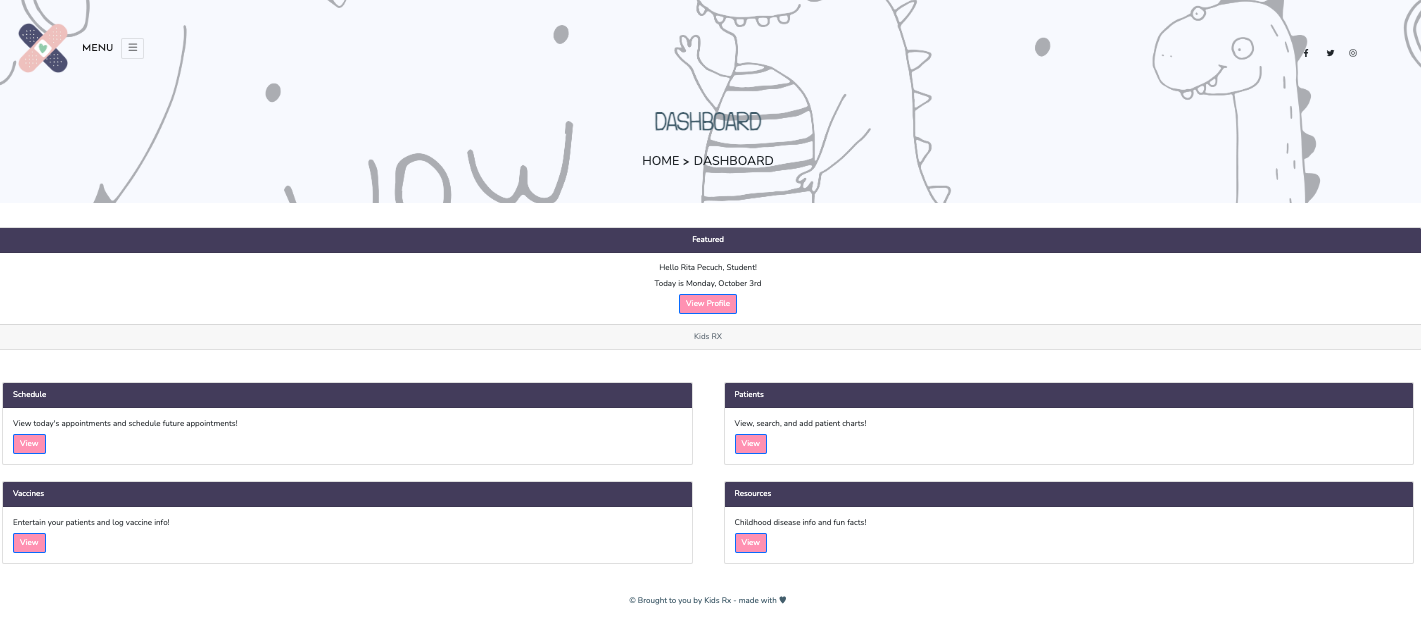 MENU
DASHBOARD
HOME > DASHBOARD
Featured
Hello Rita Pecuch, Student!
Today is Monday, October 3rd
View Profile
Kids RX
Schedule
View today's appointments and schedule future appointments!
View
Patients
View, search, and add patient charts!
View
Vaccines
Entertain your patients and log vaccine info!
View
Resources
Childhood disease info and fun facts!
View
© Brought to you by Kids Rx - made with ♥